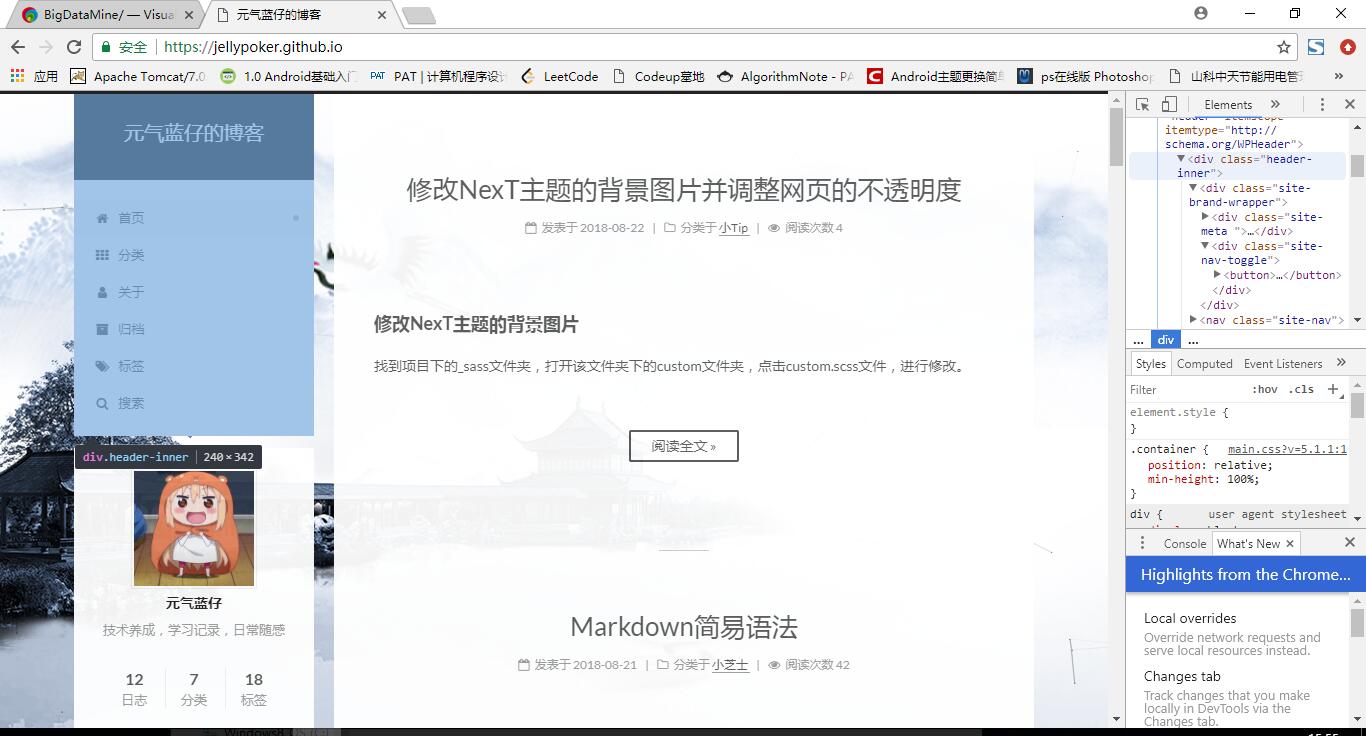 BigDataMine/ — Visua
元气蓝仔的博客
安全 https://jellypoker.github.io
应用 Apache Tomcat/7.0 1.0 Android基础入门 PAT PAT | 计算机程序设计 LeetCode Codeup墓地 AlgorithmNote - PA Android主题更换简单 ps在线版 Photoshop 山科中天节能用电管理 »
元气蓝仔的博客
首页
分类
关于
归档
标签
搜索
div.header-inner 240×342
元气蓝仔
技术养成，学习记录，日常随感
12 7 18
日志 分类 标签
修改NexT主题的背景图片并调整网页的不透明度
发表于 2018-08-22 | 分类于 小Tip | 阅读次数 4
修改NexT主题的背景图片
找到项目下的_sass文件夹，打开该文件夹下的custom文件夹，点击custom.scss文件，进行修改。
阅读全文 »
Markdown简易语法
发表于 2018-08-21 | 分类于 小芝士 | 阅读次数 42
Elements »
"header" itemscope
itemtype="http://
schema.org/WPHeader">
▼<div class="header-
inner">
▼<div class="site-
brand-wrapper">
▶<div class="site-
meta ">…</div>
▼<div class="site-
nav-toggle">
▶<button>…</button>
</div>
</div>
▶<nav class="site-nav">
... div ...
Styles Computed Event Listeners »
Filter :hov .cls +
element.style {
}
.container { main.css?v=5.1.1:1
position: relative;
min-height: 100%;
}
div { user agent stylesheet
Console What's New ×
Highlights from the Chrome...
Local overrides
Override network requests and
serve local resources instead.
Changes tab
Track changes that you make
locally in DevTools via the
Changes tab.